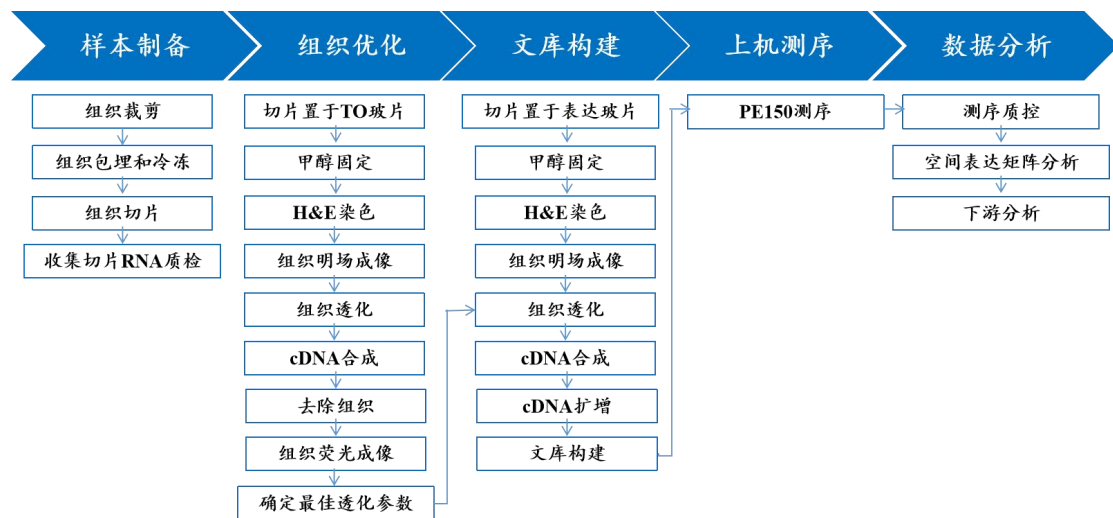 样本制备
组织优化
文库构建
上机测序
数据分析
组织裁剪
组织包埋和冷冻
组织切片
收集切片RNA质检
切片置于TO玻片
甲醇固定
H&E染色
组织明场成像
组织透化
cDNA合成
去除组织
组织荧光成像
确定最佳透化参数
切片置于表达玻片
甲醇固定
H&E染色
组织明场成像
组织透化
cDNA合成
cDNA扩增
文库构建
PE150测序
测序质控
空间表达矩阵分析
下游分析